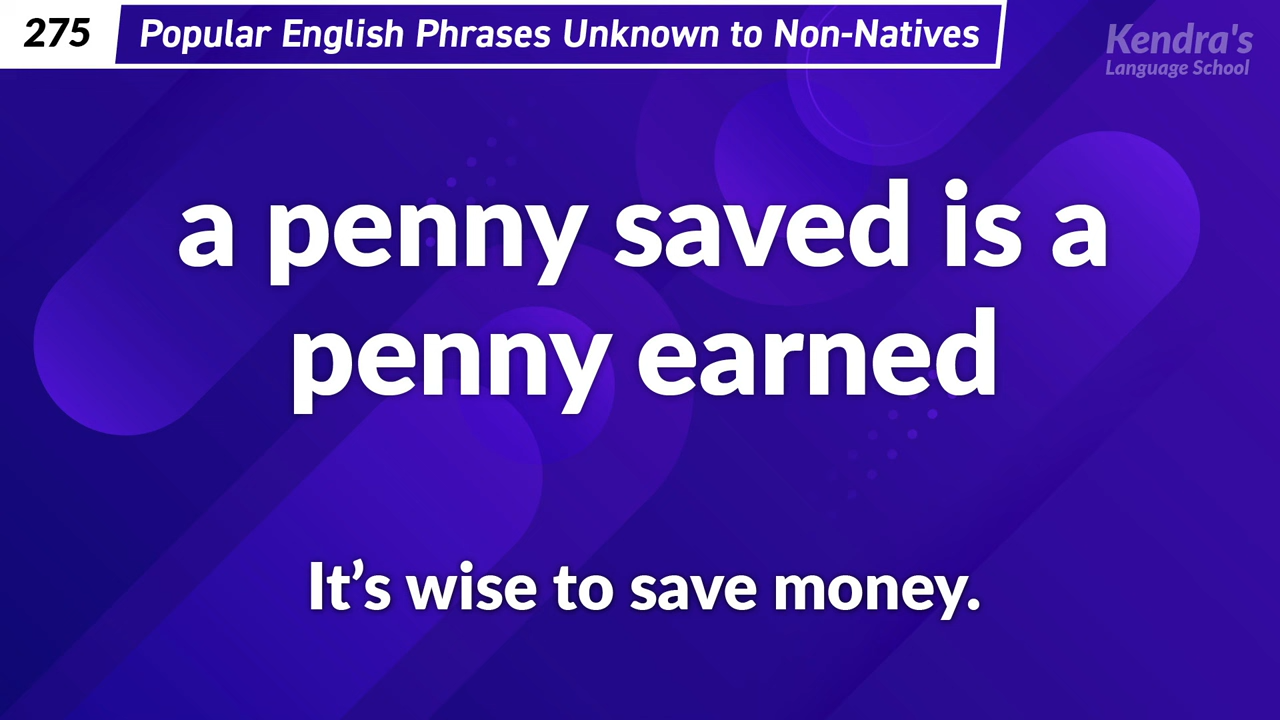 275 Popular English Phrases Unknown to Non-Natives
Kendra's
Language School
a penny saved is a
penny earned
It’s wise to save money.